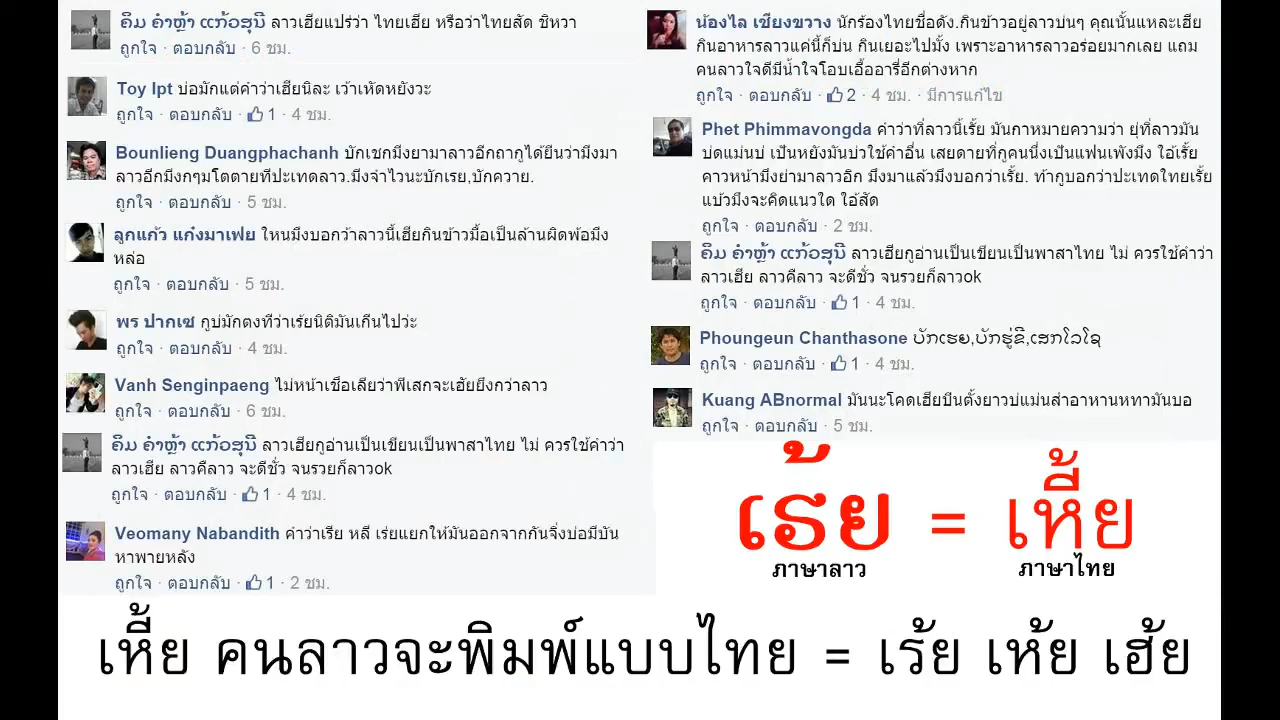 ຄິມ ຄຳຫຼ້າ ແກ້ວສຸນີ ลาวเฮียแปร่ว่า ไทยเฮีย หรือว่าไทยสัด ชิหวา
ถูกใจ · ตอบกลับ · 6 ชม.
Toy Ipt บ่อมักแต่คำว่าเฮียนิละ เว้าเหัดหยังวะ
ถูกใจ · ตอบกลับ · 1 · 4 ชม.
Bounlieng Duangphachanh บักเชกมืงยามาลาวอีกถากูได้ยีนว่ามืงมา
ลาวอีกมืงกๆมโดตายทีปะเทดลาว.มืงจำไวนะบักเรย,บักควาย.
ถูกใจ · ตอบกลับ · 5 ชม.
ลูกแก้ว แก๋งมาเฟย ใหนมืงบอกว่าลาวนี้เฮียกินข้าวมื้อเป็นล้านผิดพ้อมืง
หล่อ
ถูกใจ · ตอบกลับ · 5 ชม.
พร ปากเซ กูบ่มักตงทีว่าเร้ยนิตินั้นเกีนไปว่ะ
ถูกใจ · ตอบกลับ · 4 ชม.
Vanh Senginpaeng ไม่หน้าเชือเลียว่าพีเสกจะเฮัยยีงกว่าลาว
ถูกใจ · ตอบกลับ · 6 ชม.
ຄິມ ຄຳຫຼ້າ ແກ້ວສຸນີ ลาวเฮียกูอ่านเป็นเขียนเป็นพาสาไทย ไม่ ควรใช้คำว่า
ลาวเฮีย ลาวคืลาว จะดีชั่ว จนรวยก็ลาวok
ถูกใจ · ตอบกลับ · 1 · 4 ชม.
Veomany Nabandith คำว่าเรีย หลื เร่ยแยกให้มันออกจากกันจิ่งบ่อมีบัน
หาพายหลัง
ถูกใจ · ตอบกลับ · 1 · 2 ชม.
น้องไล เชียงขวาง นักร้องไทยชื่อดัง.กินข้าวอยู่ลาวบ่นๆ คุณนั้นแหละเฮีย
กินอาหารลาวแค่นี้ก็บ่น กินเยอะไปมั้ง เพราะอาหารลาวอร่อยมากเลย แถม
คนลาวใจดีมีน้ำใจโอบเอื้ออารี่อีกต่างหาก
ถูกใจ · ตอบกลับ · 2 · 4 ชม. · มีการแก้ไข
Phet Phimmavongda คำว่าที่ลาวนี้เรั้ย มันกาหมายความว่า ยุ่ที่ลาวมัน
บ่ดแม่นบ่ เป้นหยังมันบ่วใช้คำอื่น เสยดายที่กูคนนึ่งเป้นแฟนเพังมึง ใอ้เรั้ย
คาวหน้ามึงย่ามาลาวอีก มึงมาแล้วมึงบอกว่าเรั้ย. ท้ากูบอกว่าปะเทดไทยเรั้ย
แบ้วมึงจะคิดแนวใด ใอ้สัด
ถูกใจ · ตอบกลับ · 2 ชม.
ຄິມ ຄຳຫຼ້າ ແກ້ວສຸນີ ลาวเฮียกูอ่านเป็นเขียนเป็นพาสาไทย ไม่ ควรใช้คำว่า
ลาวเฮีย ลาวคืลาว จะดีชั่ว จนรวยก็ลาวok
ถูกใจ · ตอบกลับ · 1 · 4 ชม.
Phoungeun Chanthasone ບັກເຮຍ,ບັກຮູ່ຂີ,ເສກໂລໂຊ
ถูกใจ · ตอบกลับ · 1 · 4 ชม.
Kuang ABnormal มันนะโคดเฮียบืนตั้งยาวบ่แม่นส่ำอาหานหทามันบอ
ถูกใจ · ตอบกลับ · 5 ชม.
ເຮ້ຍ = เหี้ย
ภาษาลาว ภาษาไทย
เหี้ย คนลาวจะพิมพ์แบบไทย = เร้ย เห้ย เฮ้ย